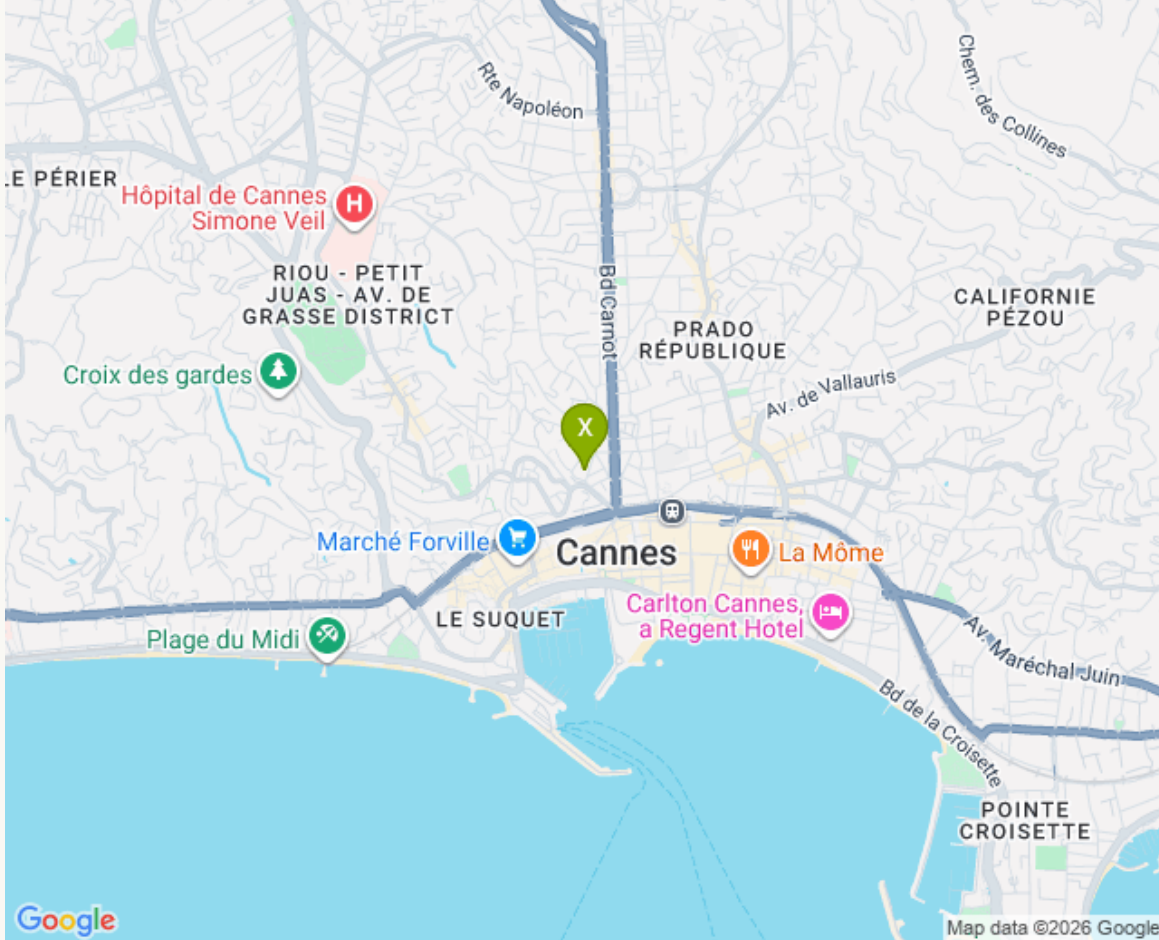 Rte Napoléon
Chem. des Collines
LE PÉRIER
Hôpital de Cannes
Simone Veil
H
RIOU - PETIT
JUAS - AV. DE
GRASSE DISTRICT
Bd Carnot
CALIFORNIE
PÉZOU
PRADO
RÉPUBLIQUE
Croix des gardes
Av. de Vallauris
X
Marché Forville
Cannes
La Môme
LE SUQUET
Carlton Cannes,
a Regent Hotel
Plage du Midi
Av. Maréchal Juin
Bd de la Croisette
POINTE
CROISETTE
Google
Map data ©2026 Google